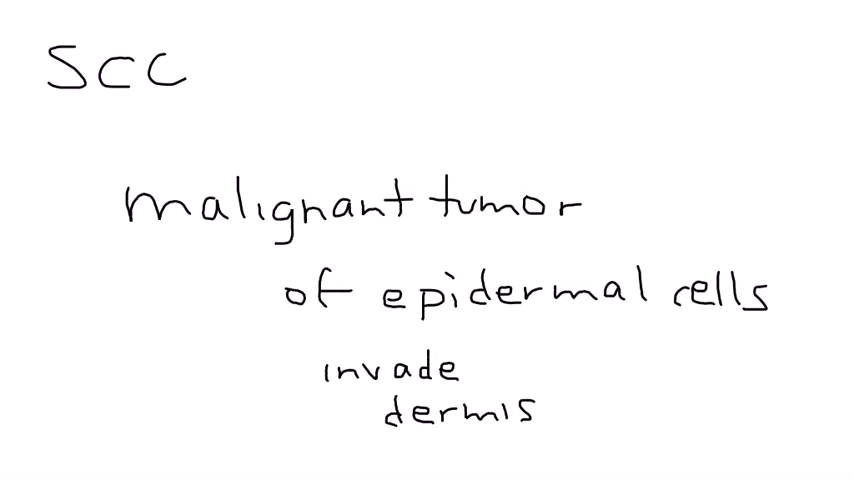 SCC
malignant tumor
of epidermal cells
invade
dermis